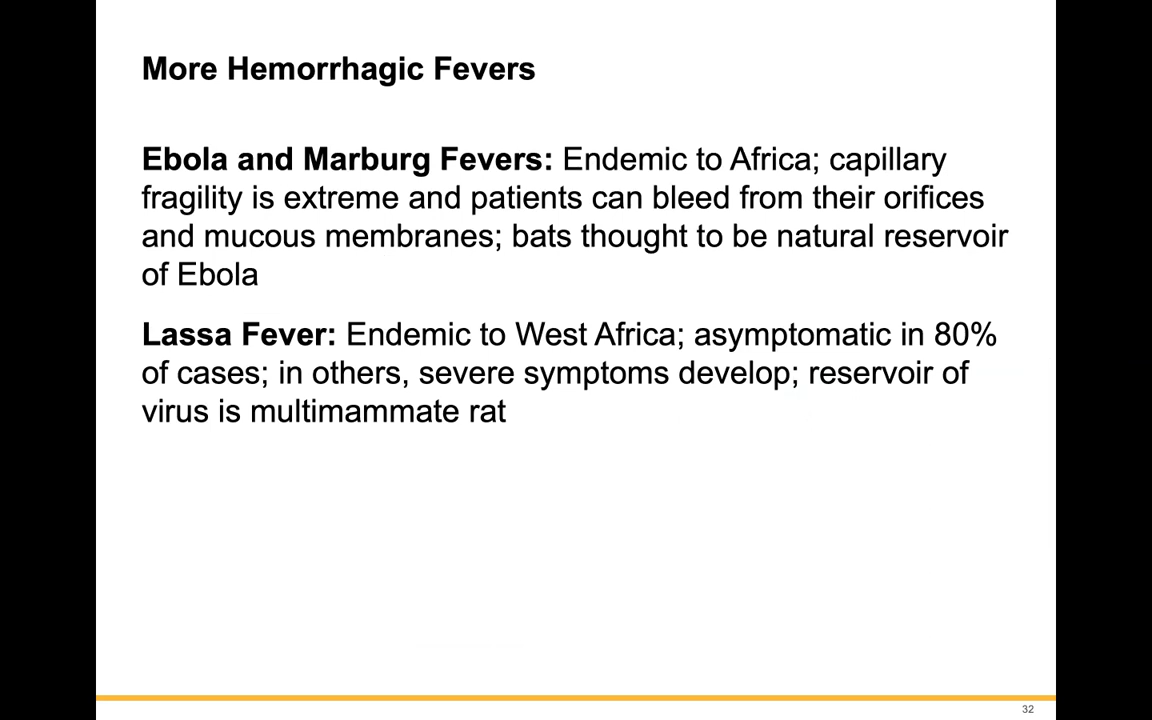 More Hemorrhagic Fevers
Ebola and Marburg Fevers: Endemic to Africa; capillary
fragility is extreme and patients can bleed from their orifices
and mucous membranes; bats thought to be natural reservoir
of Ebola
Lassa Fever: Endemic to West Africa; asymptomatic in 80%
of cases; in others, severe symptoms develop; reservoir of
virus is multimammate rat
32